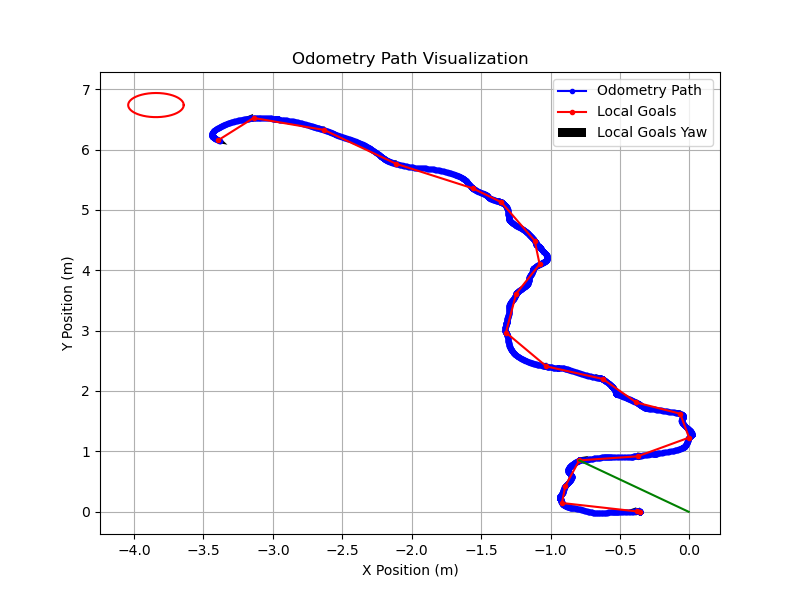 Odometry Path Visualization
Odometry Path
Local Goals
Local Goals Yaw
Y Position (m)
7
6
5
4
3
2
1
0
−4.0 −3.5 −3.0 −2.5 −2.0 −1.5 −1.0 −0.5 0.0
X Position (m)